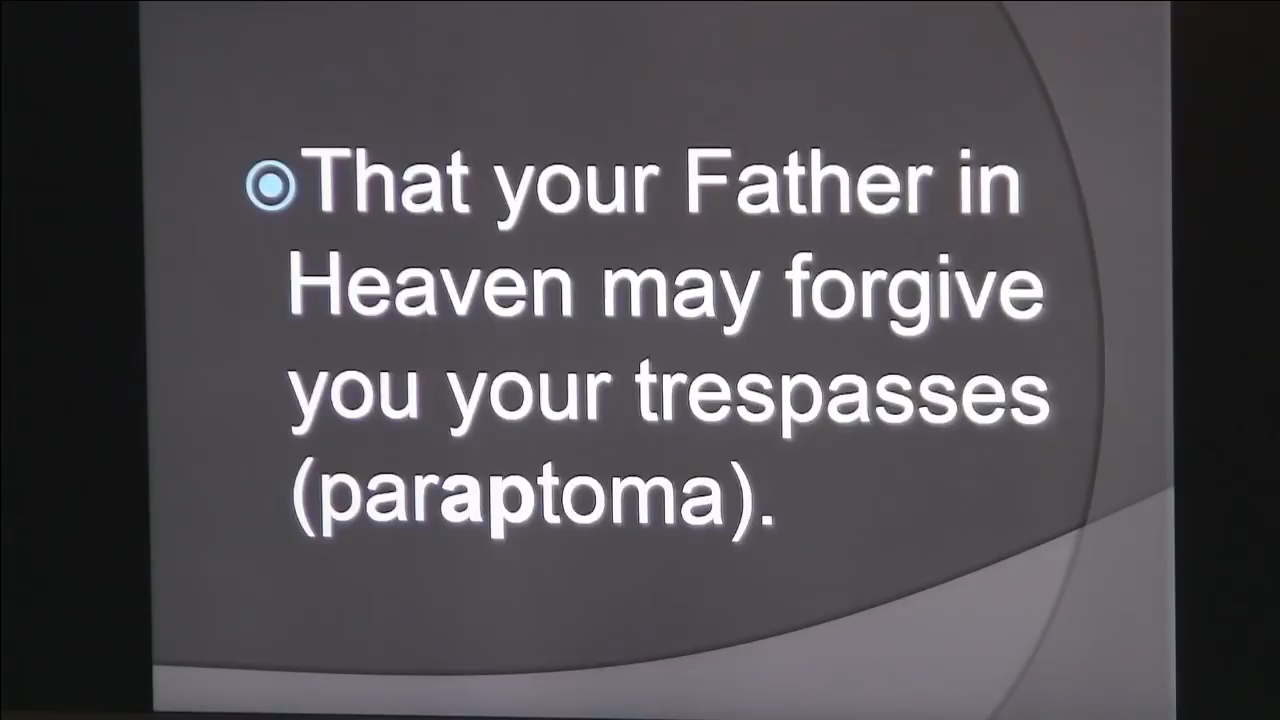 That your Father in
Heaven may forgive
you your trespasses
(paraptoma).